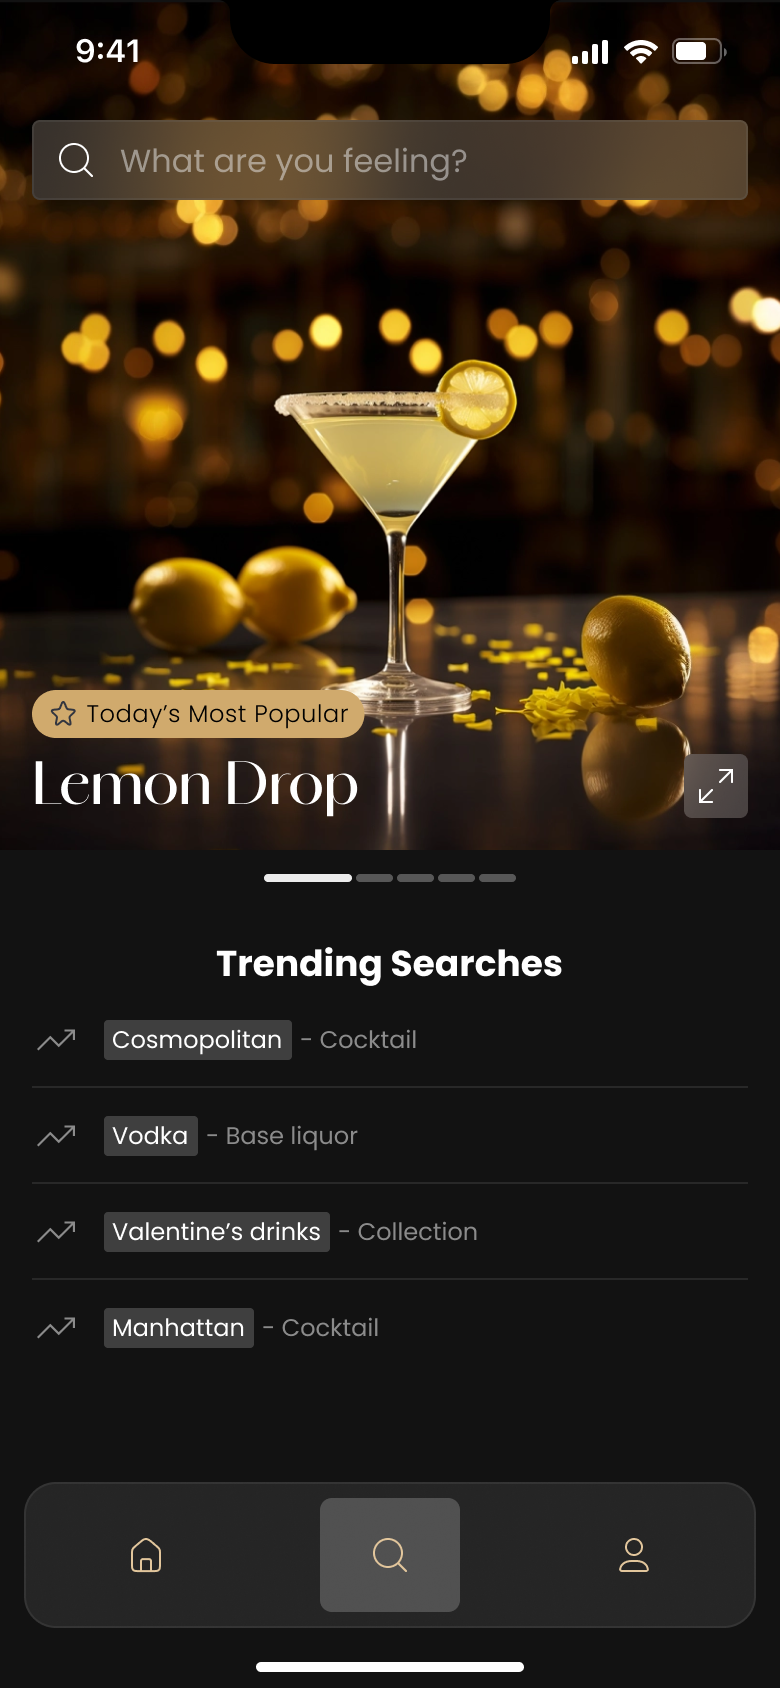 9:41
What are you feeling?
Today’s Most Popular
Lemon Drop
Trending Searches
Cosmopolitan - Cocktail
Vodka - Base liquor
Valentine’s drinks - Collection
Manhattan - Cocktail